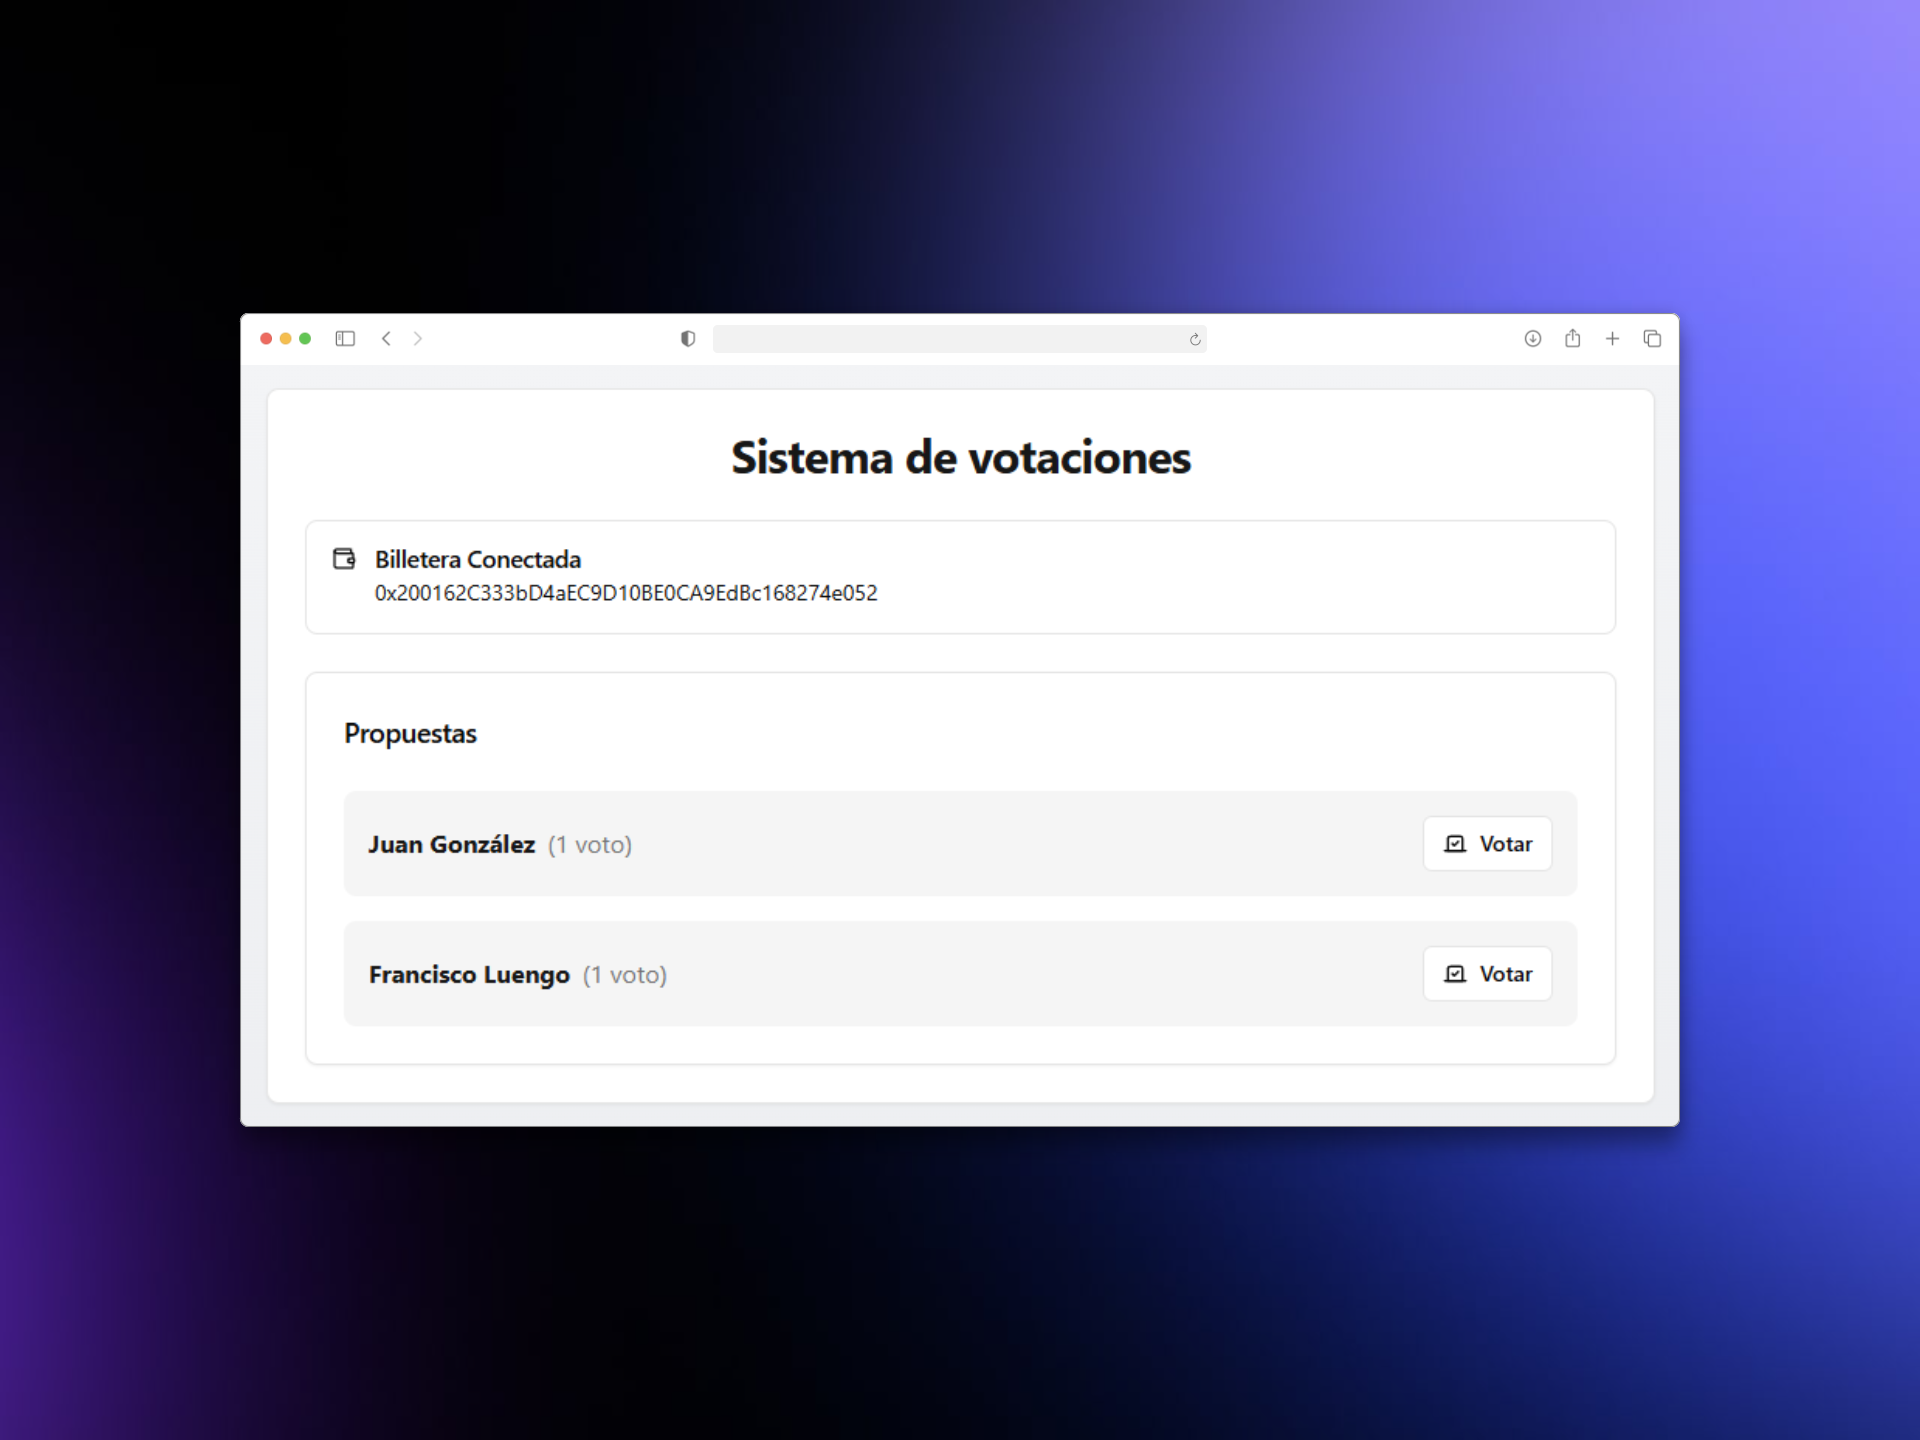 Sistema de votaciones
Billetera Conectada
0x200162C333bD4aEC9D10BE0CA9EdBc168274e052
Propuestas
Juan González (1 voto)
Votar
Francisco Luengo (1 voto)
Votar